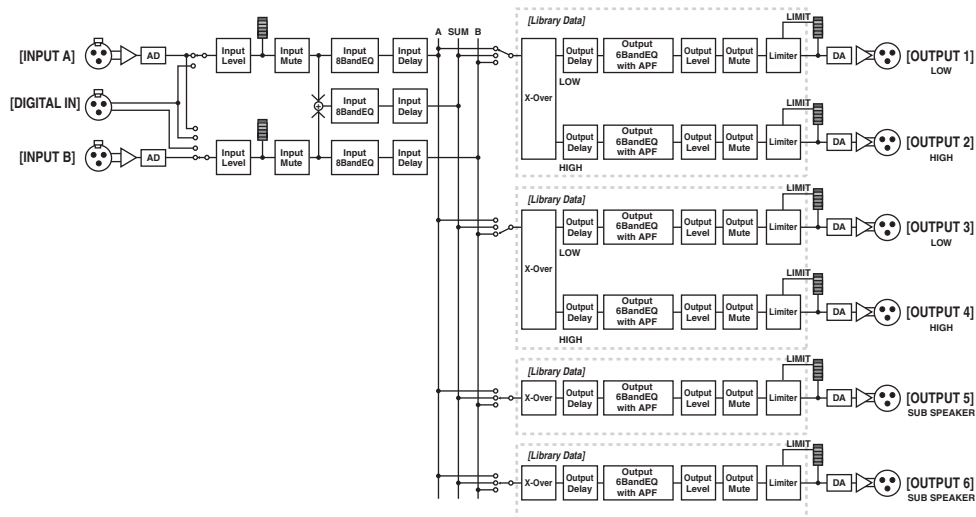 [Library Data]
LIMIT
A SUM B
[INPUT A]
AD
Input
Level
Input
Mute
Input
8BandEQ
Input
Delay
X-Over
Output
Delay
Output
6BandEQ
with APF
Output
Level
Output
Mute
Limiter
DA
[OUTPUT 1]
LOW
LOW
[DIGITAL IN]
Input
8BandEQ
Input
Delay
LIMIT
[INPUT B]
AD
Input
Level
Input
Mute
Input
8BandEQ
Input
Delay
Output
Delay
Output
6BandEQ
with APF
Output
Level
Output
Mute
Limiter
DA
[OUTPUT 2]
HIGH
HIGH
[Library Data]
LIMIT
X-Over
Output
Delay
Output
6BandEQ
with APF
Output
Level
Output
Mute
Limiter
DA
[OUTPUT 3]
LOW
LOW
LIMIT
Output
Delay
Output
6BandEQ
with APF
Output
Level
Output
Mute
Limiter
DA
[OUTPUT 4]
HIGH
HIGH
[Library Data]
LIMIT
X-Over
Output
Delay
Output
6BandEQ
with APF
Output
Level
Output
Mute
Limiter
DA
[OUTPUT 5]
SUB SPEAKER
[Library Data]
LIMIT
X-Over
Output
Delay
Output
6BandEQ
with APF
Output
Level
Output
Mute
Limiter
DA
[OUTPUT 6]
SUB SPEAKER